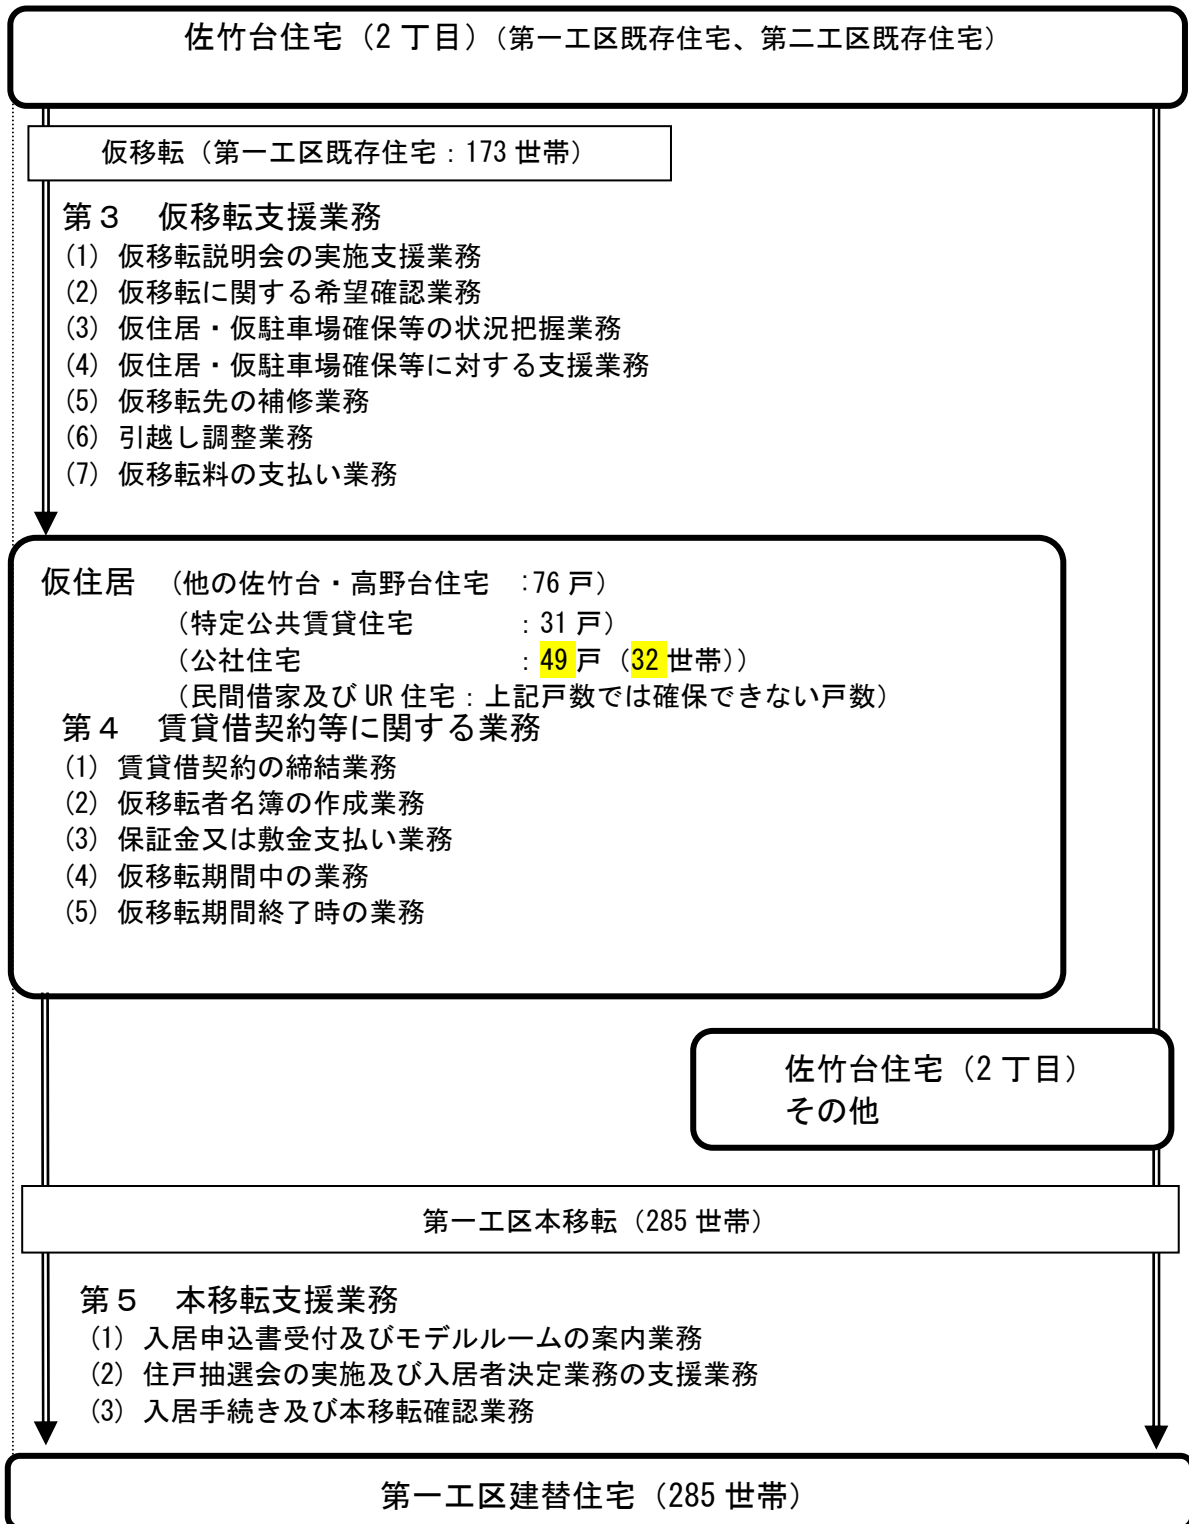 佐竹台住宅（2 丁目）（第一工区既存住宅、第二工区既存住宅）
仮移転（第一工区既存住宅：173 世帯）
第３　仮移転支援業務
(1) 仮移転説明会の実施支援業務
(2) 仮移転に関する希望確認業務
(3) 仮住居・仮駐車場確保等の状況把握業務
(4) 仮住居・仮駐車場確保等に対する支援業務
(5) 仮移転先の補修業務
(6) 引越し調整業務
(7) 仮移転料の支払い業務
仮住居　（他の佐竹台・高野台住宅　：76 戸）
（特定公共賃貸住宅　　　　：31 戸）
（公社住宅　　　　　　　　：49 戸（32 世帯））
（民間借家及び UR 住宅：上記戸数では確保できない戸数）
第４　賃貸借契約等に関する業務
(1) 賃貸借契約の締結業務
(2) 仮移転者名簿の作成業務
(3) 保証金又は敷金支払い業務
(4) 仮移転期間中の業務
(5) 仮移転期間終了時の業務
佐竹台住宅（2 丁目）
その他
第一工区本移転（285 世帯）
第５　本移転支援業務
(1) 入居申込書受付及びモデルルームの案内業務
(2) 住戸抽選会の実施及び入居者決定業務の支援業務
(3) 入居手続き及び本移転確認業務
第一工区建替住宅（285 世帯）